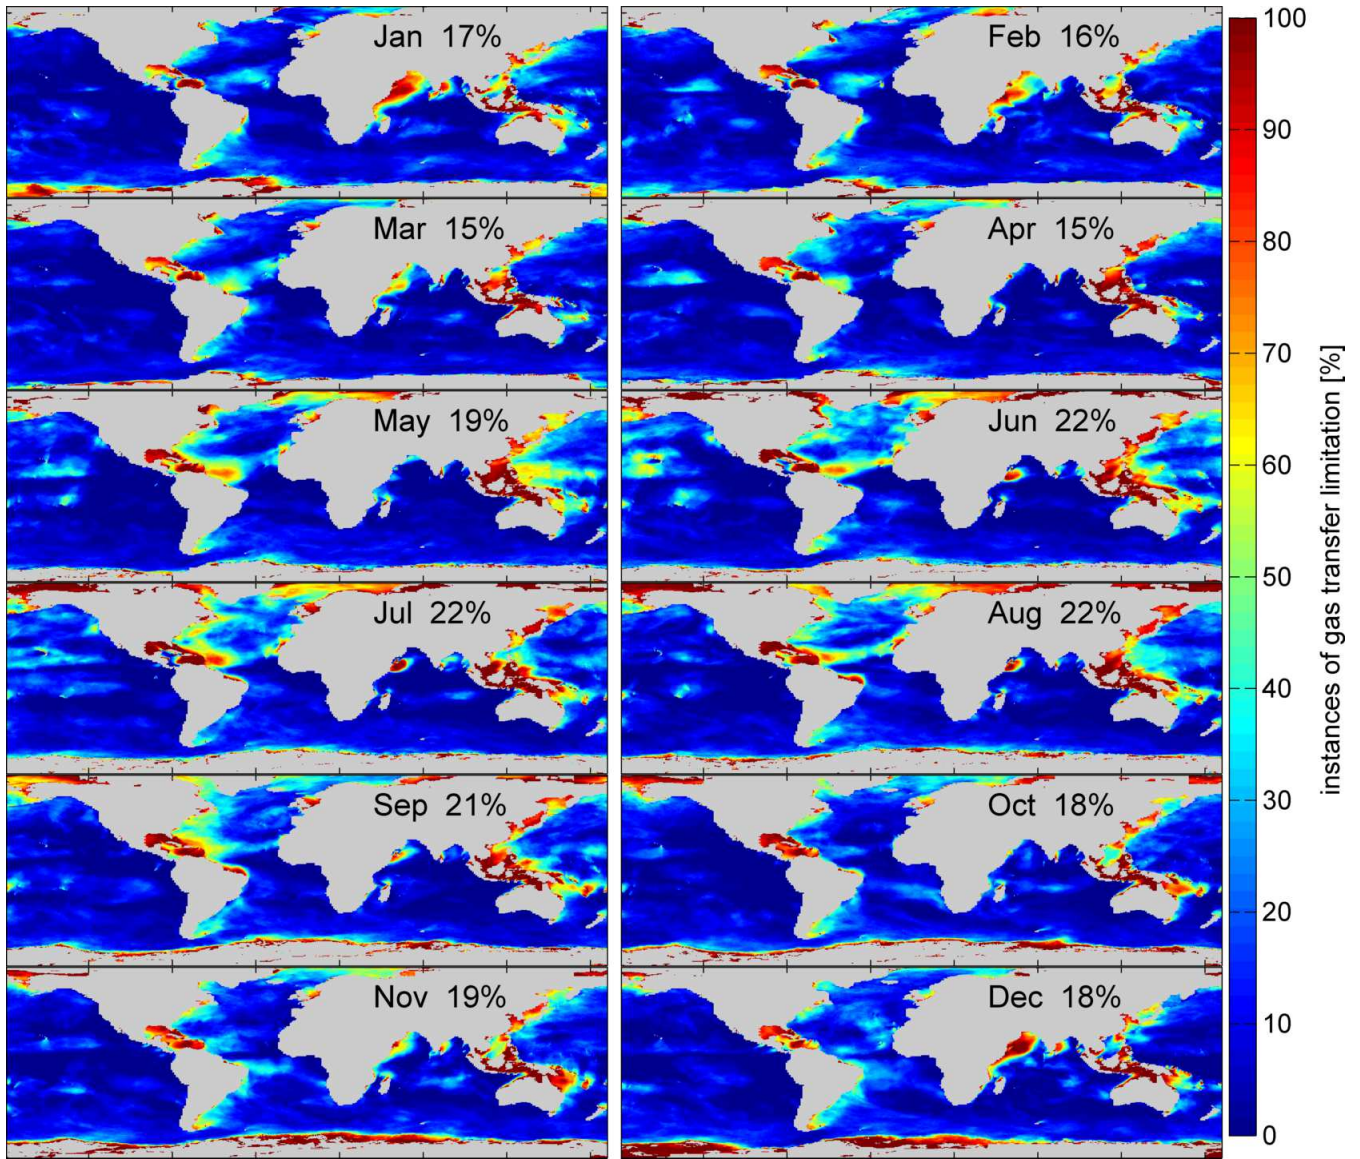 Jan 17%
Feb 16%
Mar 15%
Apr 15%
May 19%
Jun 22%
Jul 22%
Aug 22%
Sep 21%
Oct 18%
Nov 19%
Dec 18%
100
90
80
70
60
50
40
30
20
10
0
instances of gas transfer limitation [%]